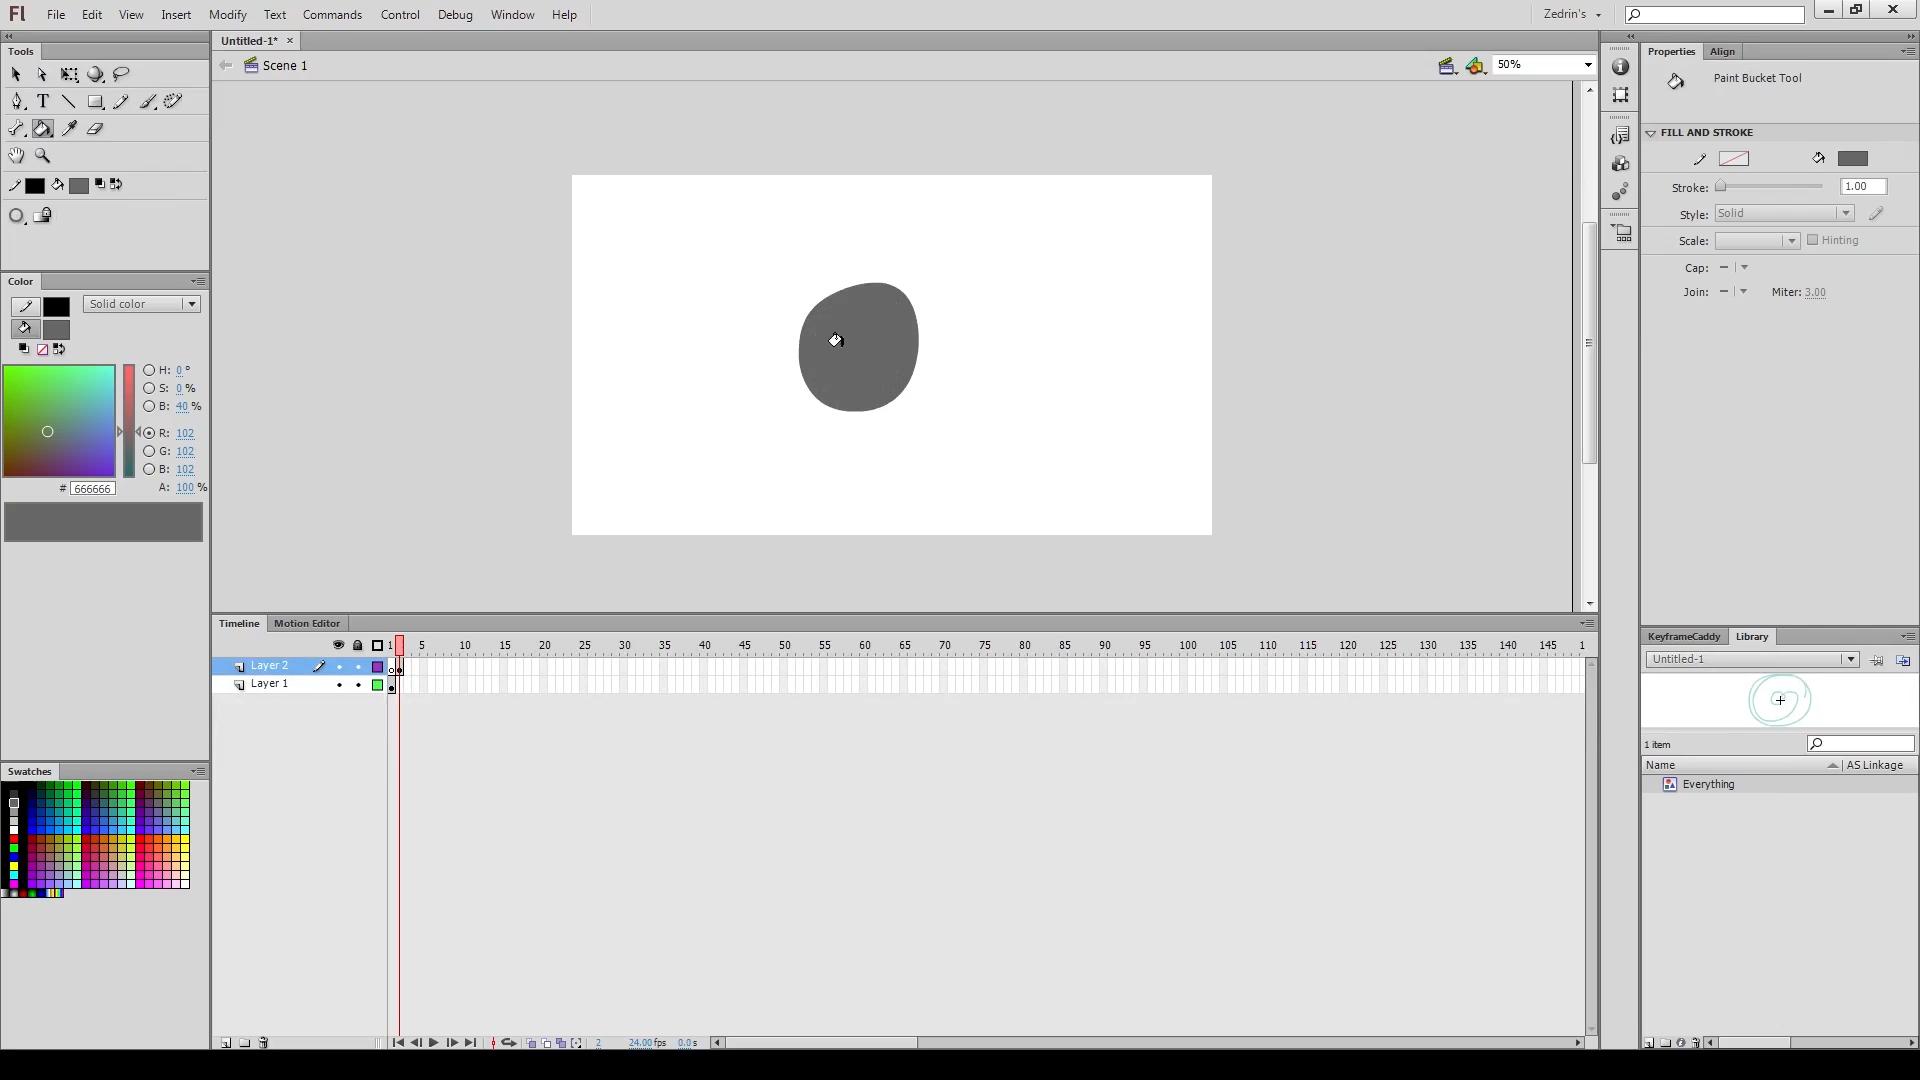 Fl File Edit View Insert Modify Text Commands Control Debug Window Help Zedrin's
Tools
Untitled-1*
Scene 1
50%
Properties Align
Paint Bucket Tool
FILL AND STROKE
Stroke: 1.00
Style: Solid
Scale: Hinting
Cap:
Join: Miter: 3.00
Color
Solid color
H: 0 °
S: 0 %
B: 40 %
R: 102
G: 102
B: 102
# 666666 A: 100 %
Swatches
Timeline Motion Editor
1 5 10 15 20 25 30 35 40 45 50 55 60 65 70 75 80 85 90 95 100 105 110 115 120 125 130 135 140 145 1
Layer 2
Layer 1
2 24.00 fps 0.0 s
KeyframeCaddy Library
Untitled-1
1 item
Name AS Linkage
Everything